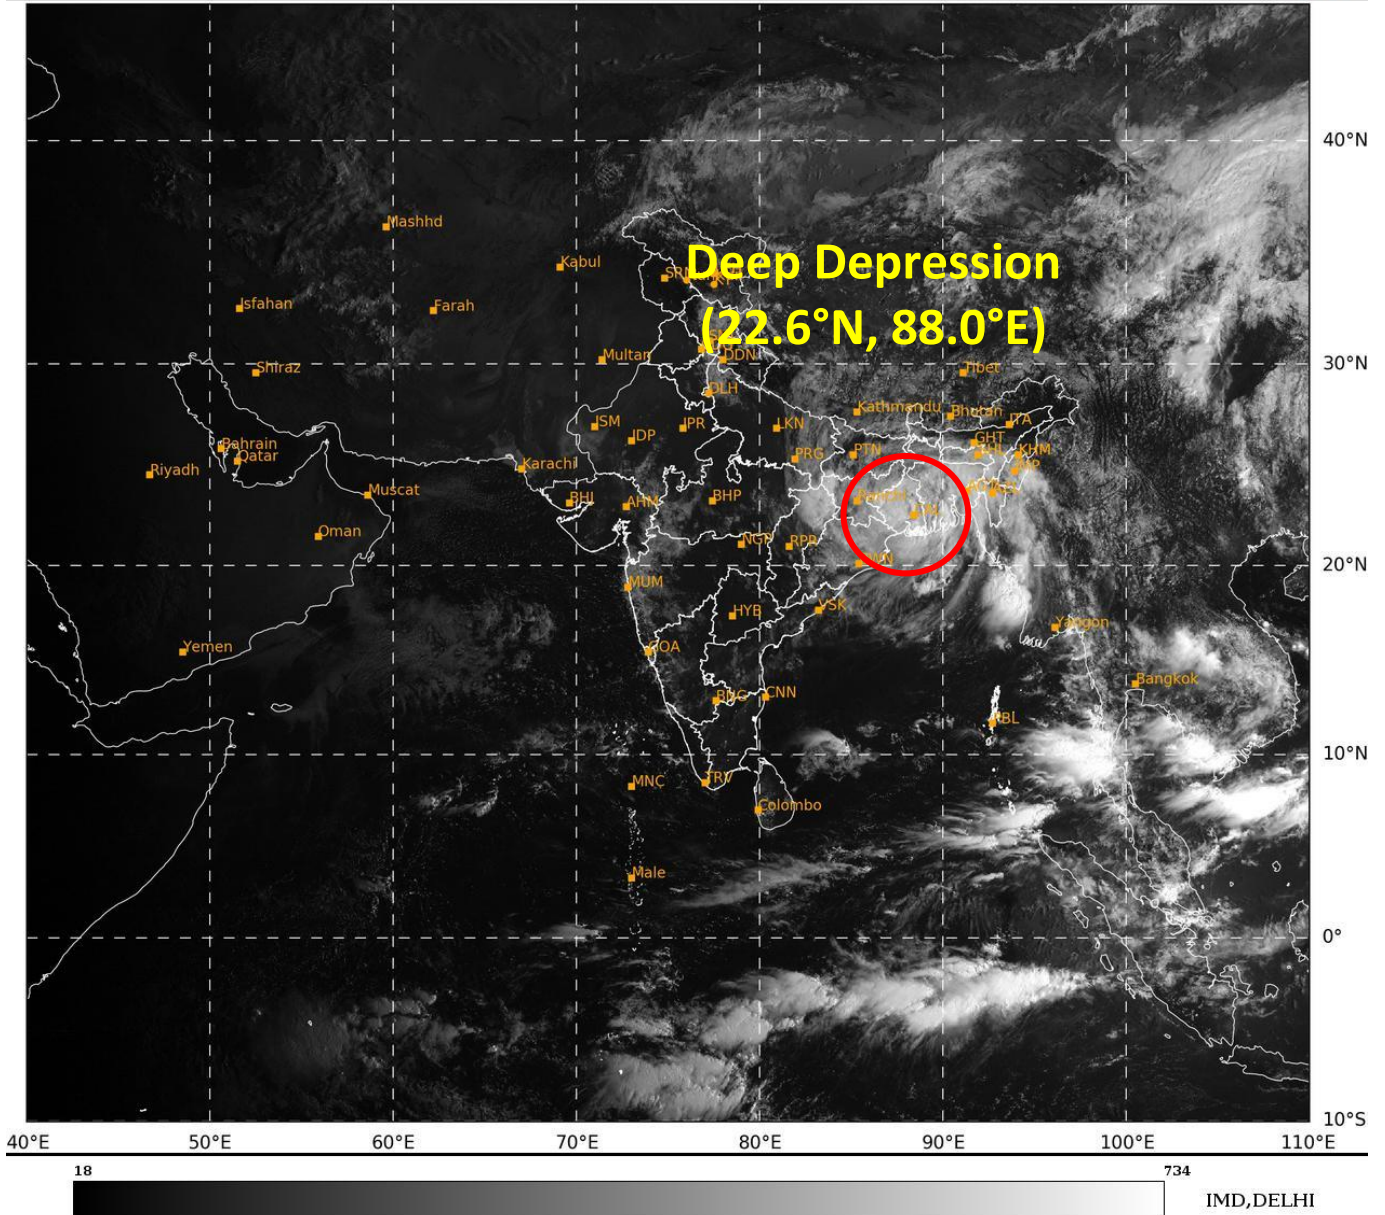 40°N
Mashhd
Kabul
SRN
Deep Depression
Isfahan
Farah
(22.6°N, 88.0°E)
Multan
DDN
30°N
Shiraz
Tibet
DLH
Kathmandu
Bhutan
ITA
JSM
JDP
JPR
LKN
GHT
Bahrain
Qatar
Karachi
PRG
PTN
KHM
Riyadh
Muscat
BHJ
AHM
BHP
Ranchi
Oman
NGP
RPR
20°N
MUM
HYB
VSK
Yangon
Yemen
GOA
Bangkok
BNG
CNN
PBL
10°N
MNC
TRV
Colombo
Male
0°
10°S
40°E 50°E 60°E 70°E 80°E 90°E 100°E 110°E
18 734
IMD,DELHI